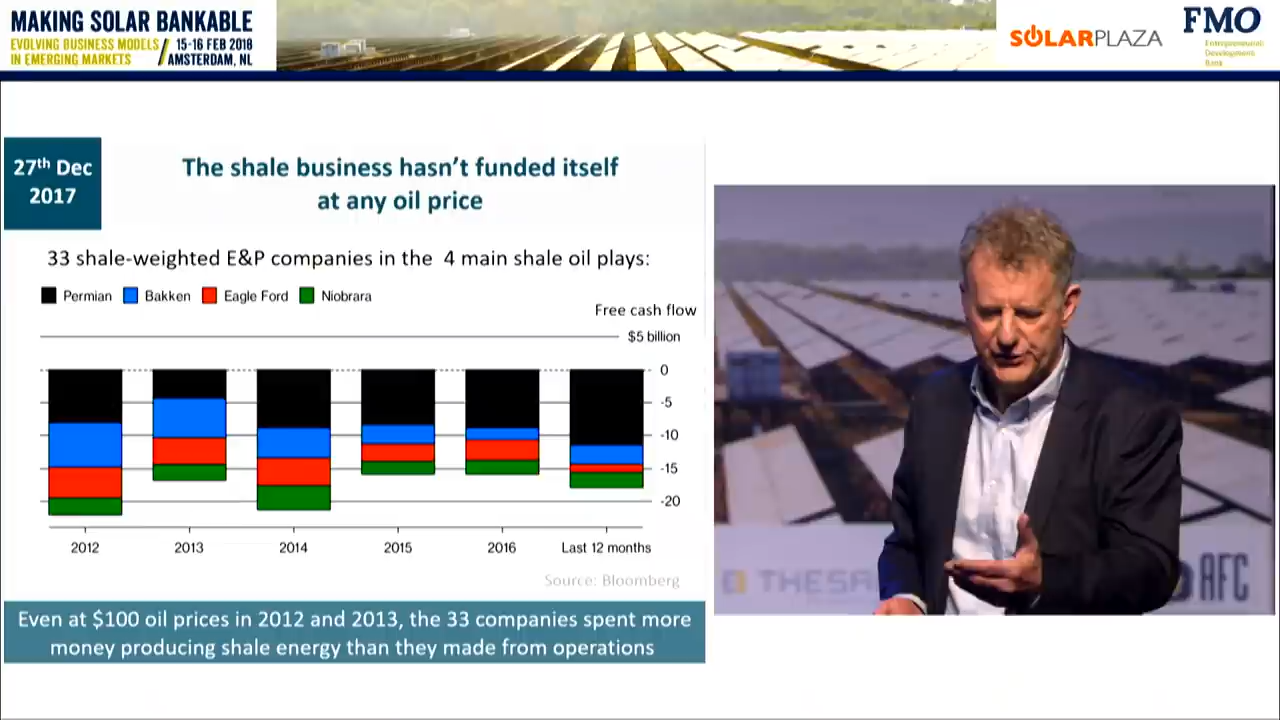 MAKING SOLAR BANKABLE
EVOLVING BUSINESS MODELS
IN EMERGING MARKETS
15-16 FEB 2018
AMSTERDAM, NL
SOLARPLAZA
FMO
Entrepreneurial
Development
Bank
27th Dec
2017
The shale business hasn't funded itself
at any oil price
33 shale-weighted E&P companies in the 4 main shale oil plays:
Permian Bakken Eagle Ford Niobrara
Free cash flow
$5 billion
0
-5
-10
-15
-20
2012 2013 2014 2015 2016 Last 12 months
Source: Bloomberg
Even at $100 oil prices in 2012 and 2013, the 33 companies spent more
money producing shale energy than they made from operations
AFC